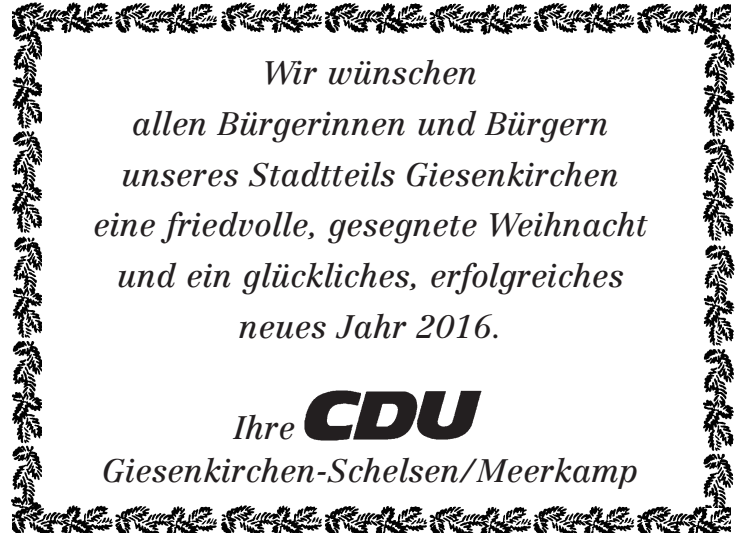 Wir wünschen
allen Bürgerinnen und Bürgern
unseres Stadtteils Giesenkirchen
eine friedvolle, gesegnete Weihnacht
und ein glückliches, erfolgreiches
neues Jahr 2016.
Ihre CDU
Giesenkirchen-Schelsen/Meerkamp